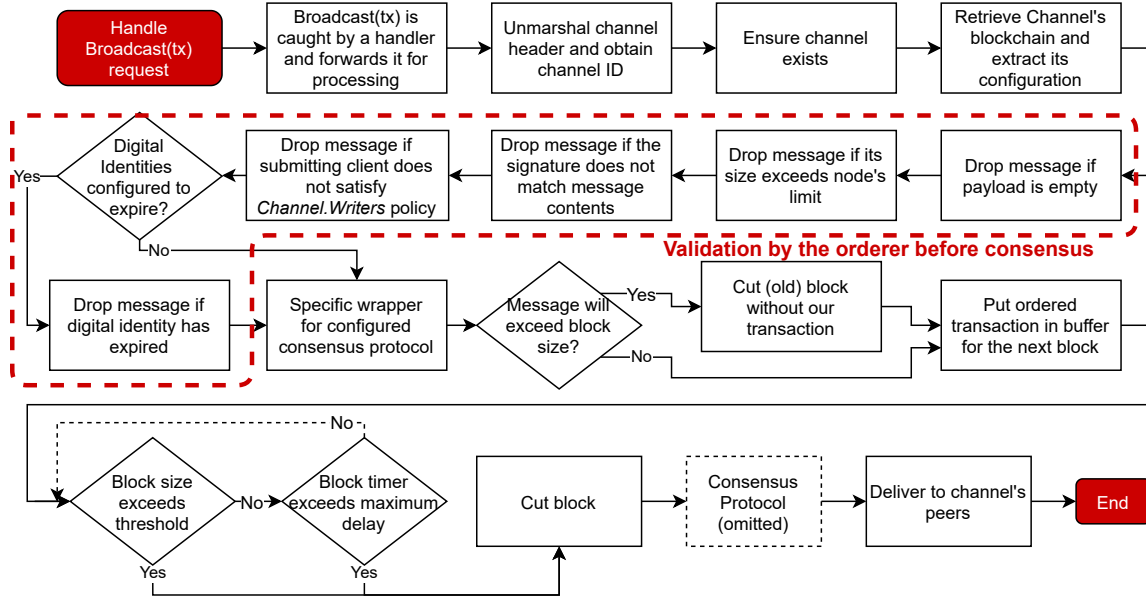 Handle
Broadcast(tx)
request
Broadcast(tx) is
caught by a handler
and forwards it for
processing
Unmarshal channel
header and obtain
channel ID
Ensure channel
exists
Retrieve Channel's
blockchain and
extract its
configuration
Digital
Identities
configured to
expire?
Yes
No
Drop message if
submitting client does
not satisfy
Channel.Writers policy
Drop message if the
signature does not
match message
contents
Drop message if its
size exceeds node's
limit
Drop message if
payload is empty
Validation by the orderer before consensus
Drop message if
digital identity has
expired
Specific wrapper
for configured
consensus protocol
Message will
exceed block
size?
Yes
No
Cut (old) block
without our
transaction
Put ordered
transaction in buffer
for the next block
No
Block size
exceeds
threshold
No
Yes
Block timer
exceeds maximum
delay
Yes
Cut block
Consensus
Protocol
(omitted)
Deliver to channel's
peers
End